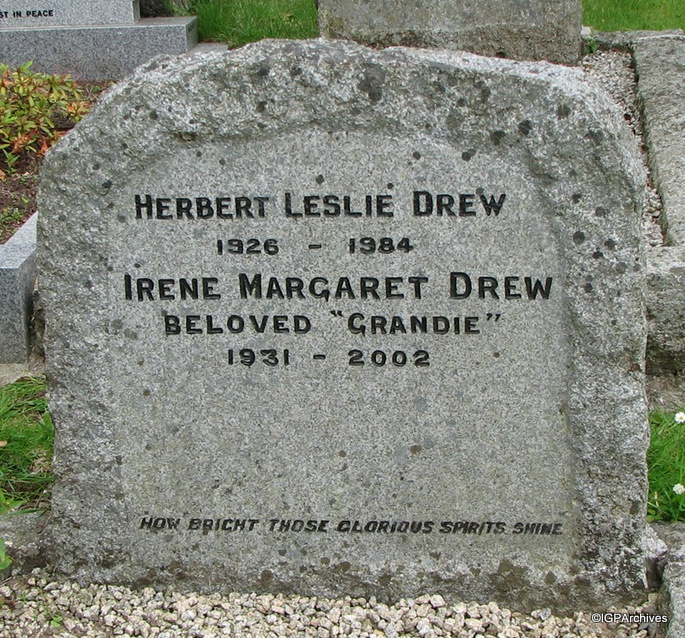 ST IN PEACE
HERBERT LESLIE DREW
1926 - 1984
IRENE MARGARET DREW
BELOVED "GRANDIE"
1931 - 2002
HOW BRIGHT THOSE GLORIOUS SPIRITS SHINE
©IGPArchives